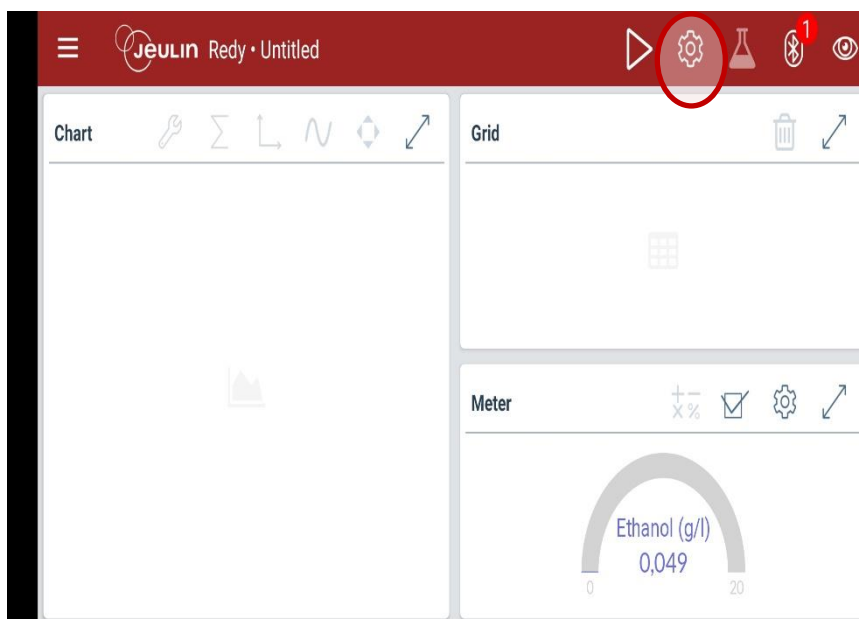 Jeulin Redy • Untitled
1
Chart
Grid
Meter
Ethanol (g/l)
0,049
0
20